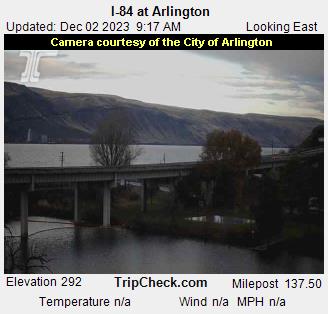 I-84 at Arlington
Updated: Dec 02 2023 9:17 AM Looking East
Camera courtesy of the City of Arlington
Elevation 292 TripCheck.com Milepost 137.50
Temperature n/a Wind n/a MPH n/a